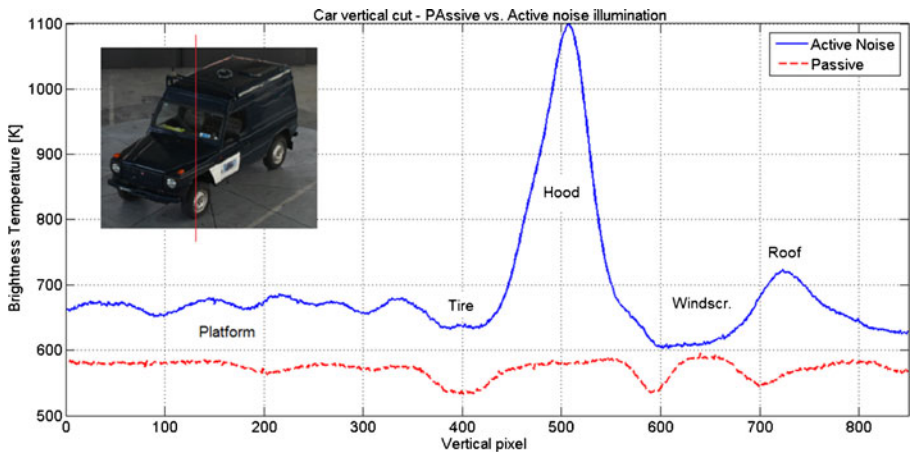 Car vertical cut - PAssive vs. Active noise illumination
Active Noise
Passive
Brightness Temperature [K]
1100
1000
900
800
700
600
500
Hood
Roof
Tire
Windscr.
Platform
0 100 200 300 400 500 600 700 800
Vertical pixel